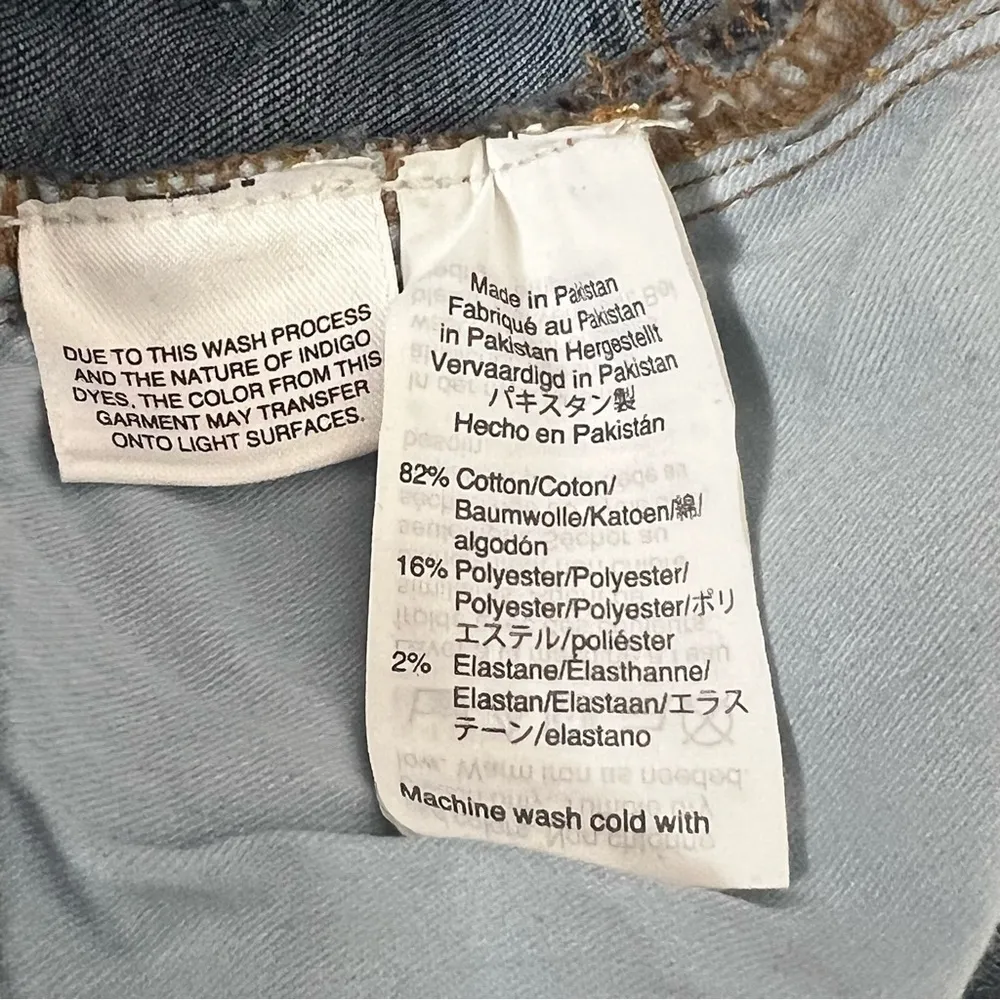 DUE TO THIS WASH PROCESS
AND THE NATURE OF INDIGO
DYES, THE COLOR FROM THIS
GARMENT MAY TRANSFER
ONTO LIGHT SURFACES.
Made in Pakistan
Fabriqué au Pakistan
in Pakistan Hergestellt
Vervaardigd in Pakistan
パキスタン製
Hecho en Pakistán
82% Cotton/Coton/
Baumwolle/Katoen/綿/
algodón
16% Polyester/Polyester/
Polyester/Polyester/ポリ
エステル/poliéster
2% Elastane/Élasthanne/
Elastan/Elastaan/エラス
テーン/elastano
Machine wash cold with